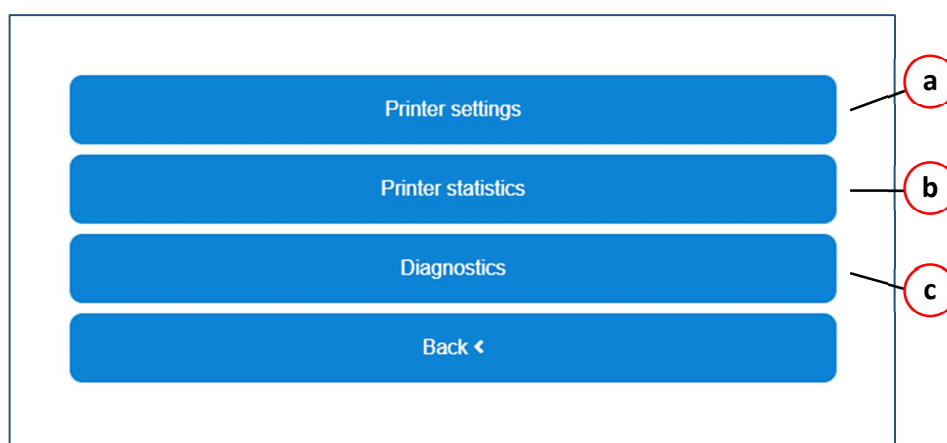 Printer settings
a
Printer statistics
b
Diagnostics
c
Back